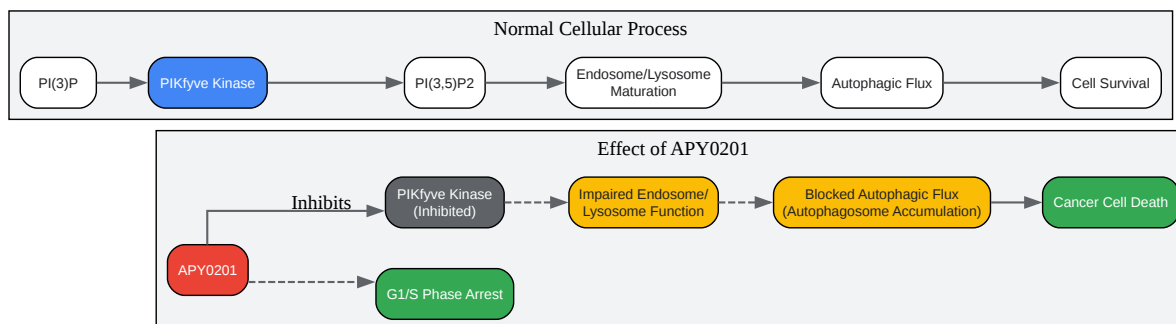 Normal Cellular Process
PI(3)P
PIKfyve Kinase
PI(3,5)P2
Endosome/Lysosome
Maturation
Autophagic Flux
Cell Survival
Effect of APY0201
Inhibits
PIKfyve Kinase
(Inhibited)
Impaired Endosome/
Lysosome Function
Blocked Autophagic Flux
(Autophagosome Accumulation)
Cancer Cell Death
APY0201
G1/S Phase Arrest